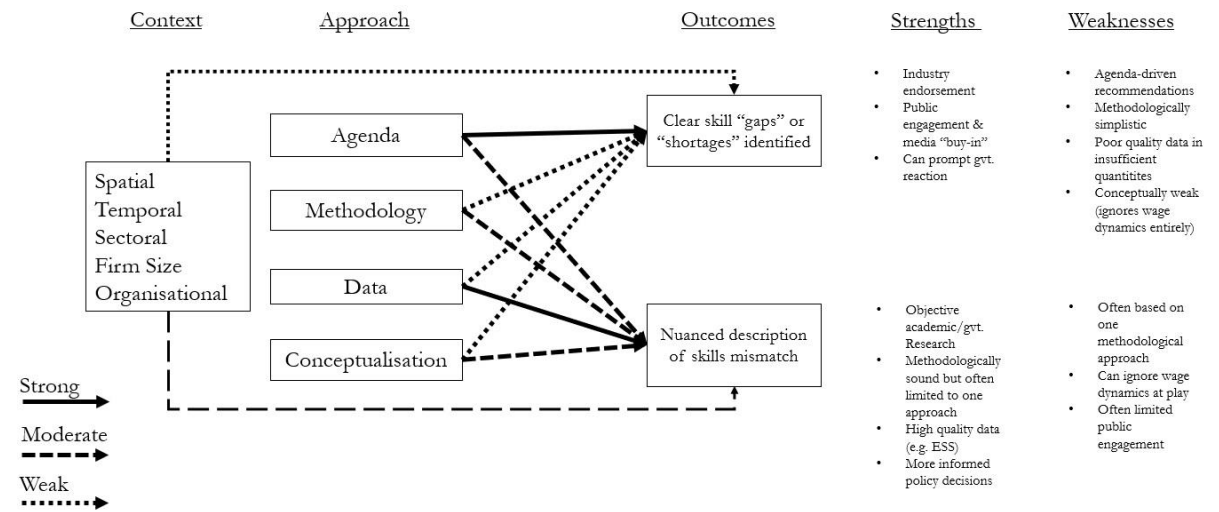 Context
Approach
Outcomes
Strengths
Weaknesses
Spatial
Temporal
Sectoral
Firm Size
Organisational
Agenda
Methodology
Data
Conceptualisation
Clear skill “gaps” or
“shortages” identified
Nuanced description
of skills mismatch
• Industry
endorsement
• Public
engagement &
media “buy-in”
• Can prompt gvt.
reaction
• Agenda-driven
recommendations
• Methodologically
simplistic
• Poor quality data in
insufficient
quantitites
• Conceptually weak
(ignores wage
dynamics entirely)
• Objective
academic/gvt.
Research
• Methodologically
sound but often
limited to one
approach
• High quality data
(e.g. ESS)
• More informed
policy decisions
• Often based on
one
methodological
approach
• Can ignore wage
dynamics at play
• Often limited
public
engagement
Strong
Moderate
Weak